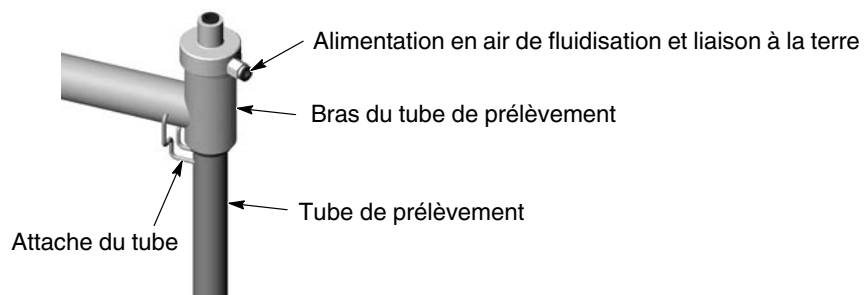 Alimentation en air de fluidisation et liaison à la terre
Bras du tube de prélèvement
Tube de prélèvement
Attache du tube